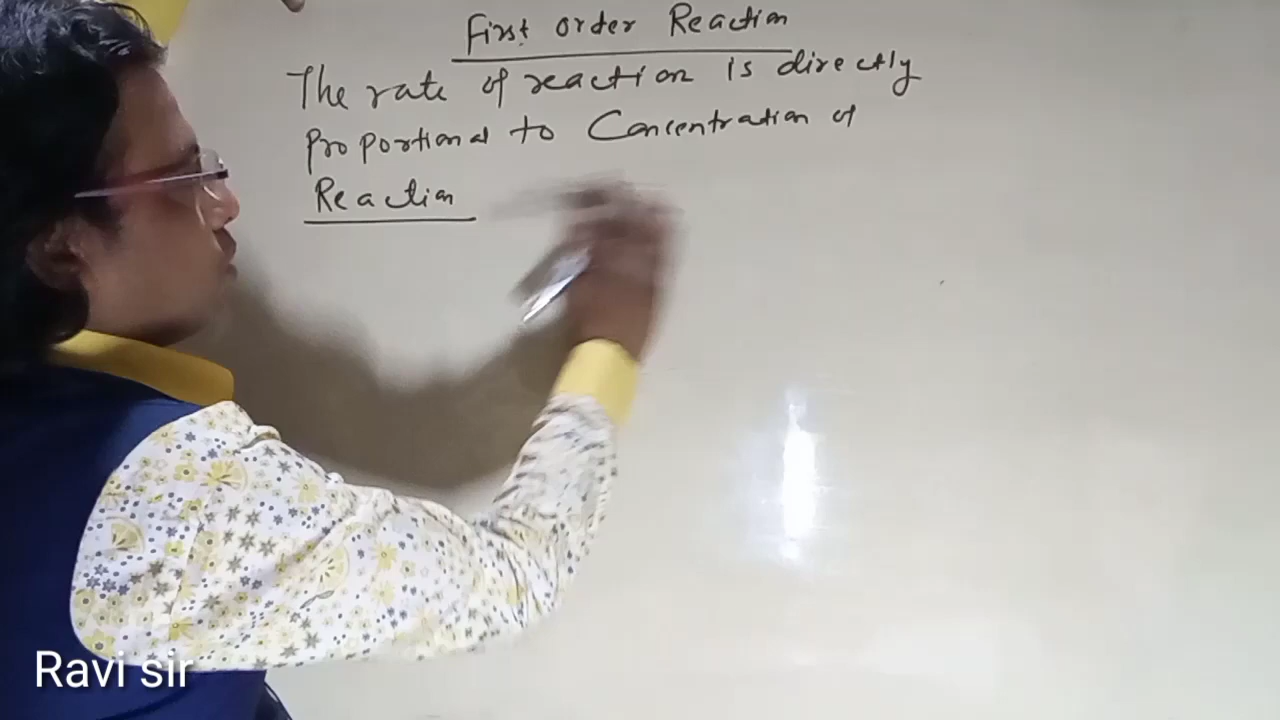 First order Reaction
The rate of reaction is directly
Proportional to Concentration of
Reaction
Ravi sir